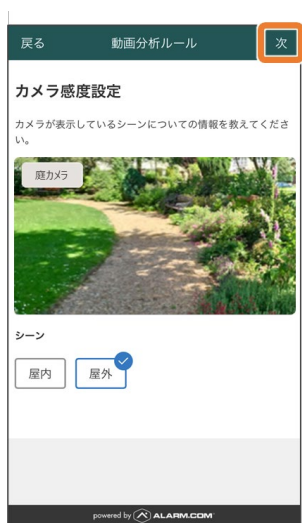 戻る 動画分析ルール 次
カメラ感度設定
カメラが表示しているシーンについての情報を教えてくださ
い。
庭カメラ
シーン
屋内 屋外
powered by ALARM.COM